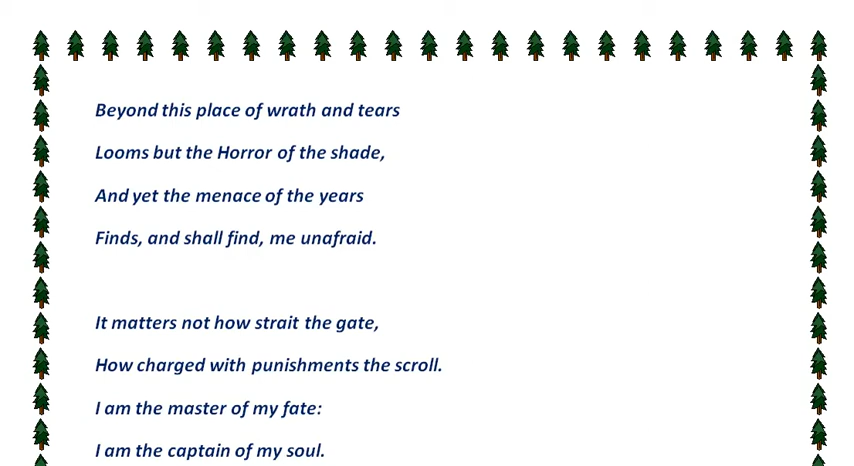 Beyond this place of wrath and tears
Looms but the Horror of the shade,
And yet the menace of the years
Finds, and shall find, me unafraid.
It matters not how strait the gate,
How charged with punishments the scroll.
I am the master of my fate:
I am the captain of my soul.